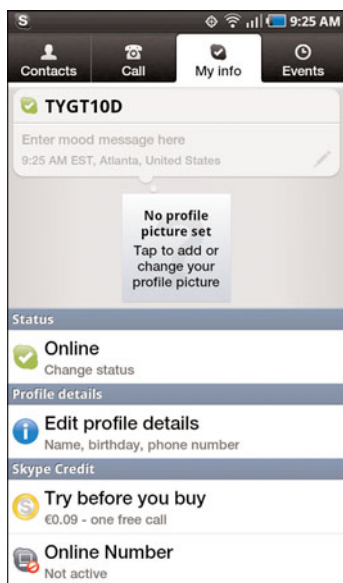 S 9:25 AM
Contacts Call My info Events
TYGT10D
Enter mood message here
9:25 AM EST, Atlanta, United States
No profile
picture set
Tap to add or
change your
profile picture
Status
Online
Change status
Profile details
Edit profile details
Name, birthday, phone number
Skype Credit
Try before you buy
€0.09 - one free call
Online Number
Not active